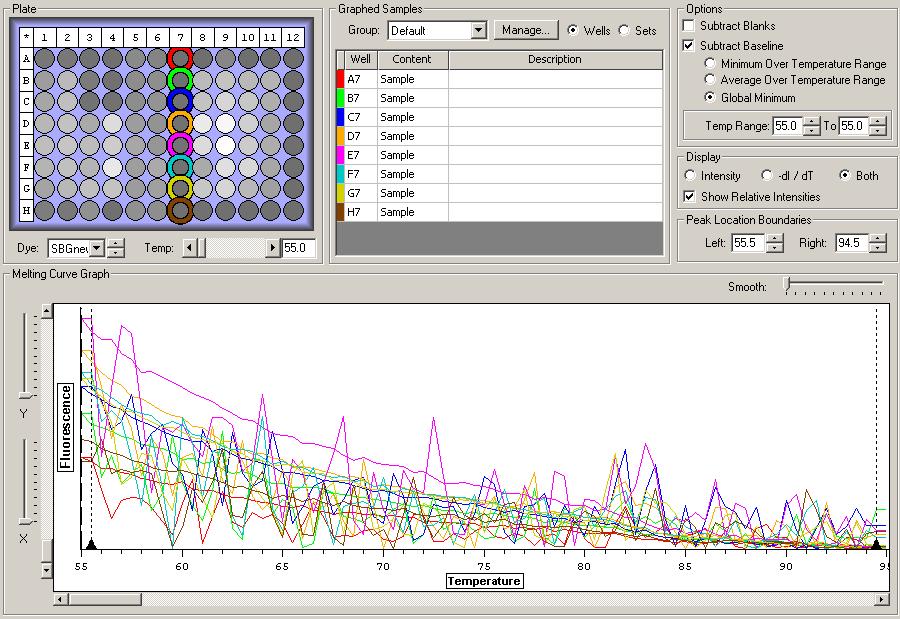 Plate
* 1 2 3 4 5 6 7 8 9 10 11 12
A
B
C
D
E
F
G
H
Dye: SBGnew Temp: 55.0
Graphed Samples
Group: Default Manage... Wells Sets
Well Content Description
A7 Sample
B7 Sample
C7 Sample
D7 Sample
E7 Sample
F7 Sample
G7 Sample
H7 Sample
Options
Subtract Blanks
Subtract Baseline
Minimum Over Temperature Range
Average Over Temperature Range
Global Minimum
Temp Range: 55.0 To 55.0
Display
Intensity -dI / dT Both
Show Relative Intensities
Peak Location Boundaries
Left: 55.5 Right: 94.5
Melting Curve Graph
Smooth:
Y
X
Fluorescence
55 60 65 70 75 80 85 90 95
Temperature